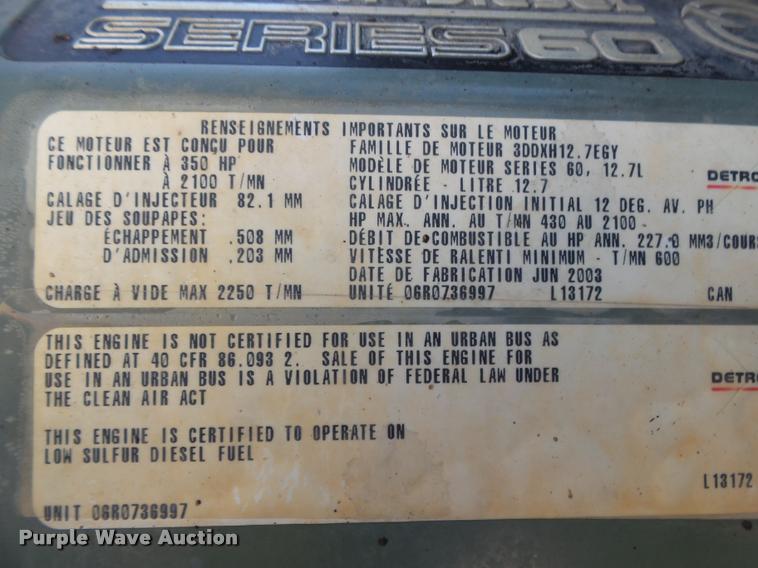 SERIES 60
RENSEIGNEMENTS IMPORTANTS SUR LE MOTEUR
CE MOTEUR EST CONÇU POUR
FONCTIONNER À 350 HP
À 2100 T/MN
CALAGE D'INJECTEUR 82.1 MM
JEU DES SOUPAPES:
ÉCHAPPEMENT .508 MM
D'ADMISSION .203 MM
CHARGE À VIDE MAX 2250 T/MN
FAMILLE DE MOTEUR 3DDXH12.7EGY
MODÈLE DE MOTEUR SERIES 60, 12.7L
CYLINDRÉE - LITRE 12.7
CALAGE D'INJECTION INITIAL 12 DEG. AV. PH
HP MAX. ANN. AU T/MN 430 AU 2100
DÉBIT DE COMBUSTIBLE AU HP ANN. 227.0 MM3/COUR
VITESSE DE RALENTI MINIMUM - T/MN 600
DATE DE FABRICATION JUN 2003
UNITÉ 06R0736997 L13172 CAN
DETRO
THIS ENGINE IS NOT CERTIFIED FOR USE IN AN URBAN BUS AS
DEFINED AT 40 CFR 86.093 2. SALE OF THIS ENGINE FOR
USE IN AN URBAN BUS IS A VIOLATION OF FEDERAL LAW UNDER
THE CLEAN AIR ACT
DETRO
THIS ENGINE IS CERTIFIED TO OPERATE ON
LOW SULFUR DIESEL FUEL
L13172
UNIT 06R0736997
Purple Wave Auction